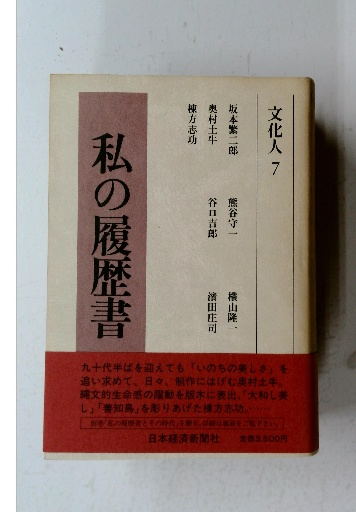 文化人 7
坂本繁二郎 熊谷守一 横山隆一
奥村土牛 谷口吉郎 濱田庄司
棟方志功
私の履歴書
九十代半ばを迎えても「いのちの美しさ」を
追い求めて、日々、制作にはげむ奥村土牛。
縄文的生命感の躍動を版木に表出、「大和し美
し」「善知鳥」を彫りあげた棟方志功。……
日本経済新聞社 定価3,500円